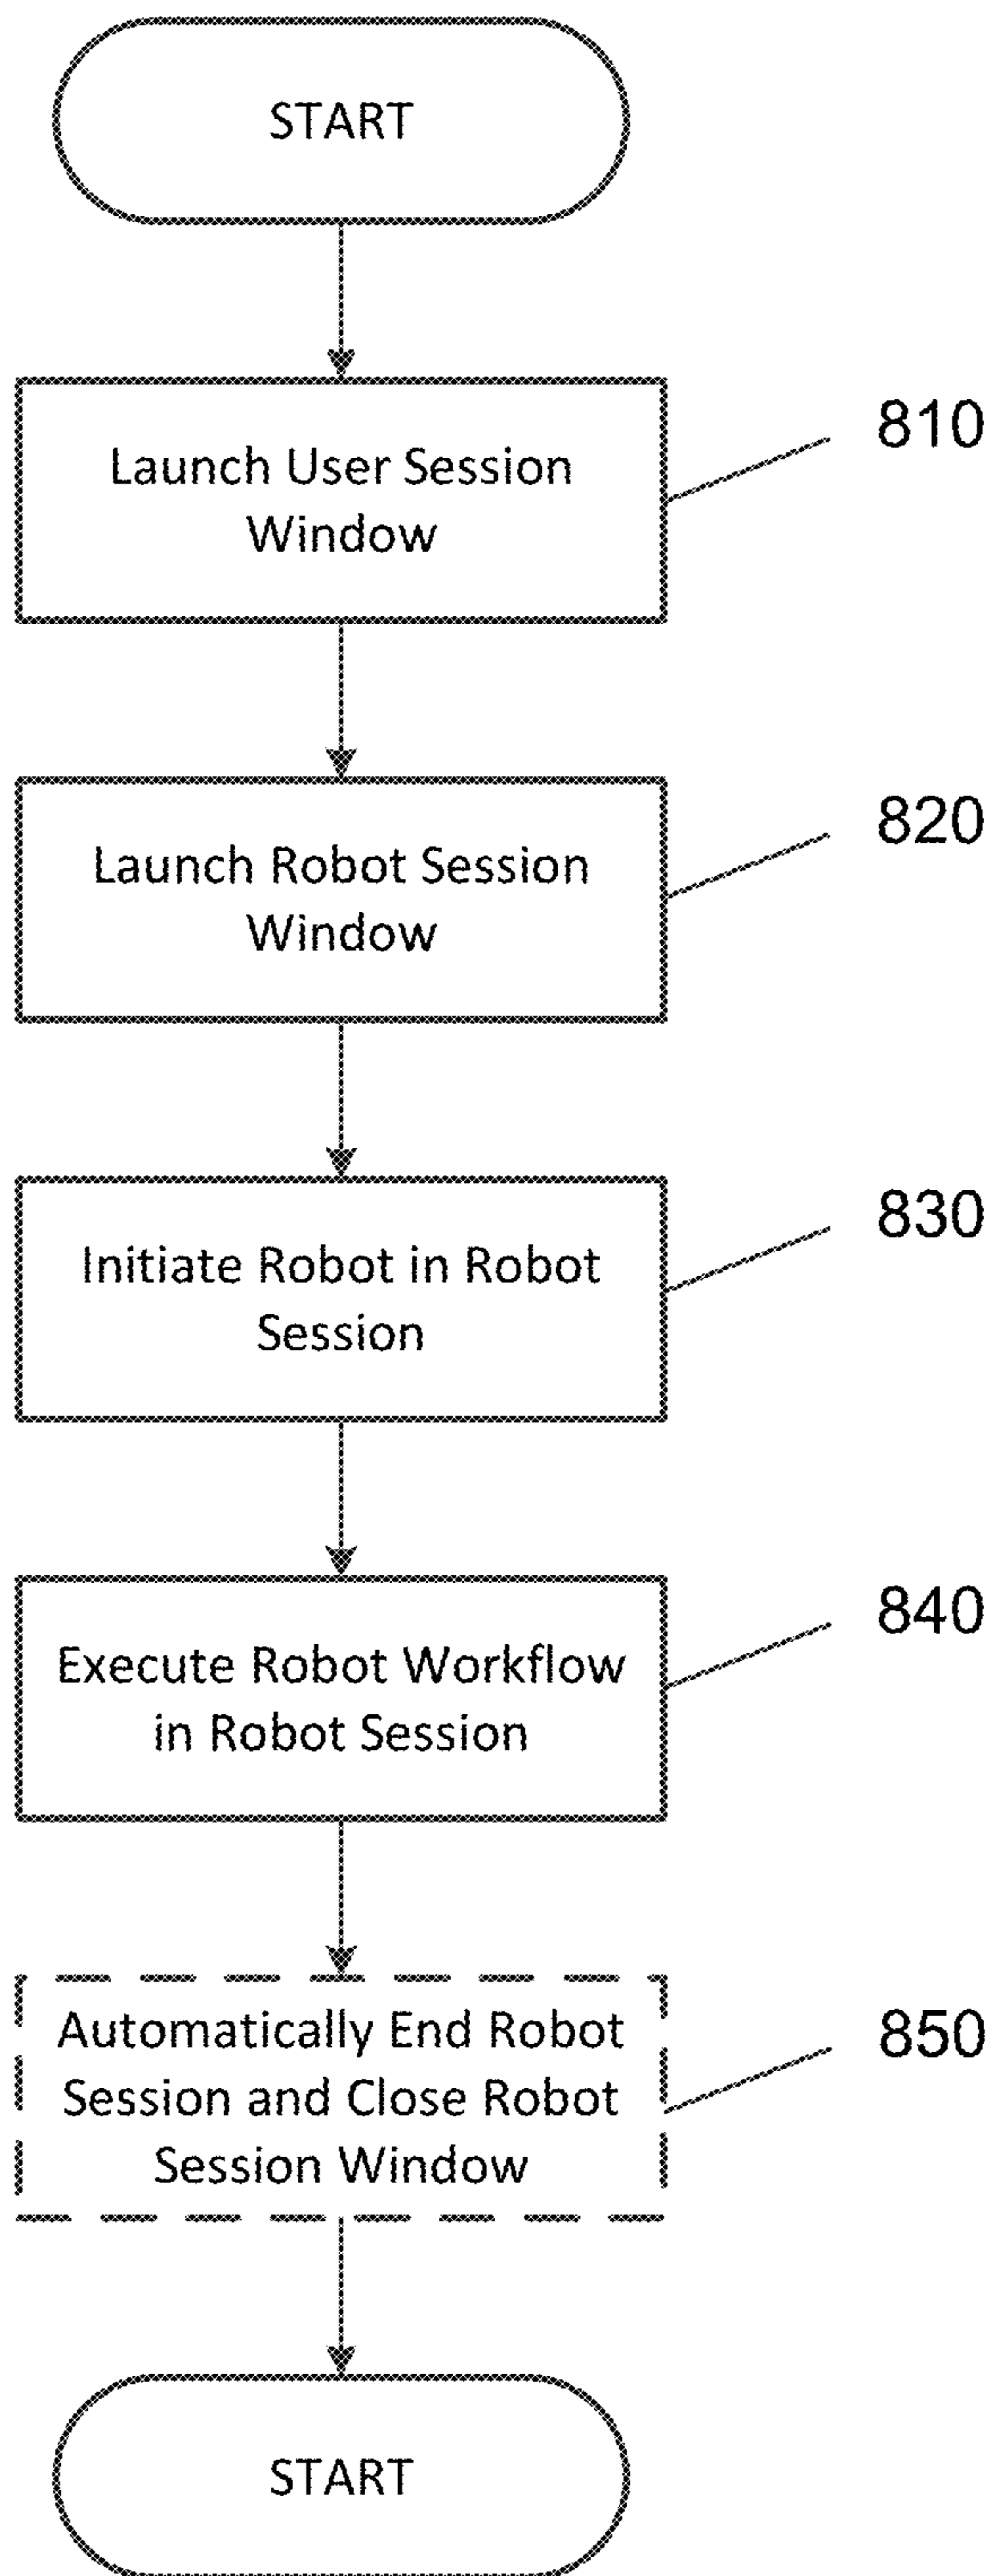 START
Launch User Session
Window
810
Launch Robot Session
Window
820
Initiate Robot in Robot
Session
830
Execute Robot Workflow
in Robot Session
840
Automatically End Robot
Session and Close Robot
Session Window
850
START